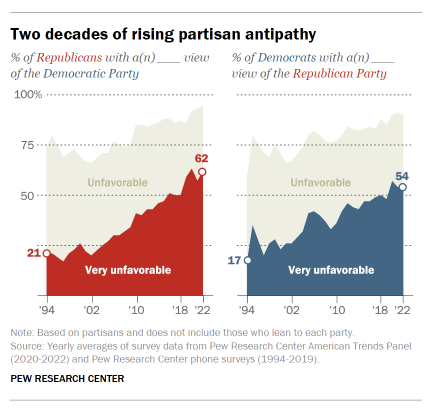 Two decades of rising partisan antipathy
% of Republicans with a(n) ___ view
of the Democratic Party
% of Democrats with a(n) ___
view of the Republican Party
100%
75
50
Unfavorable
62
21
Very unfavorable
'94 '02 '10 '18 '22
Unfavorable
54
17
Very unfavorable
'94 '02 '10 '18 '22
Note: Based on partisans and does not include those who lean to each party.
Source: Yearly averages of survey data from Pew Research Center American Trends Panel
(2020-2022) and Pew Research Center phone surveys (1994-2019).
PEW RESEARCH CENTER